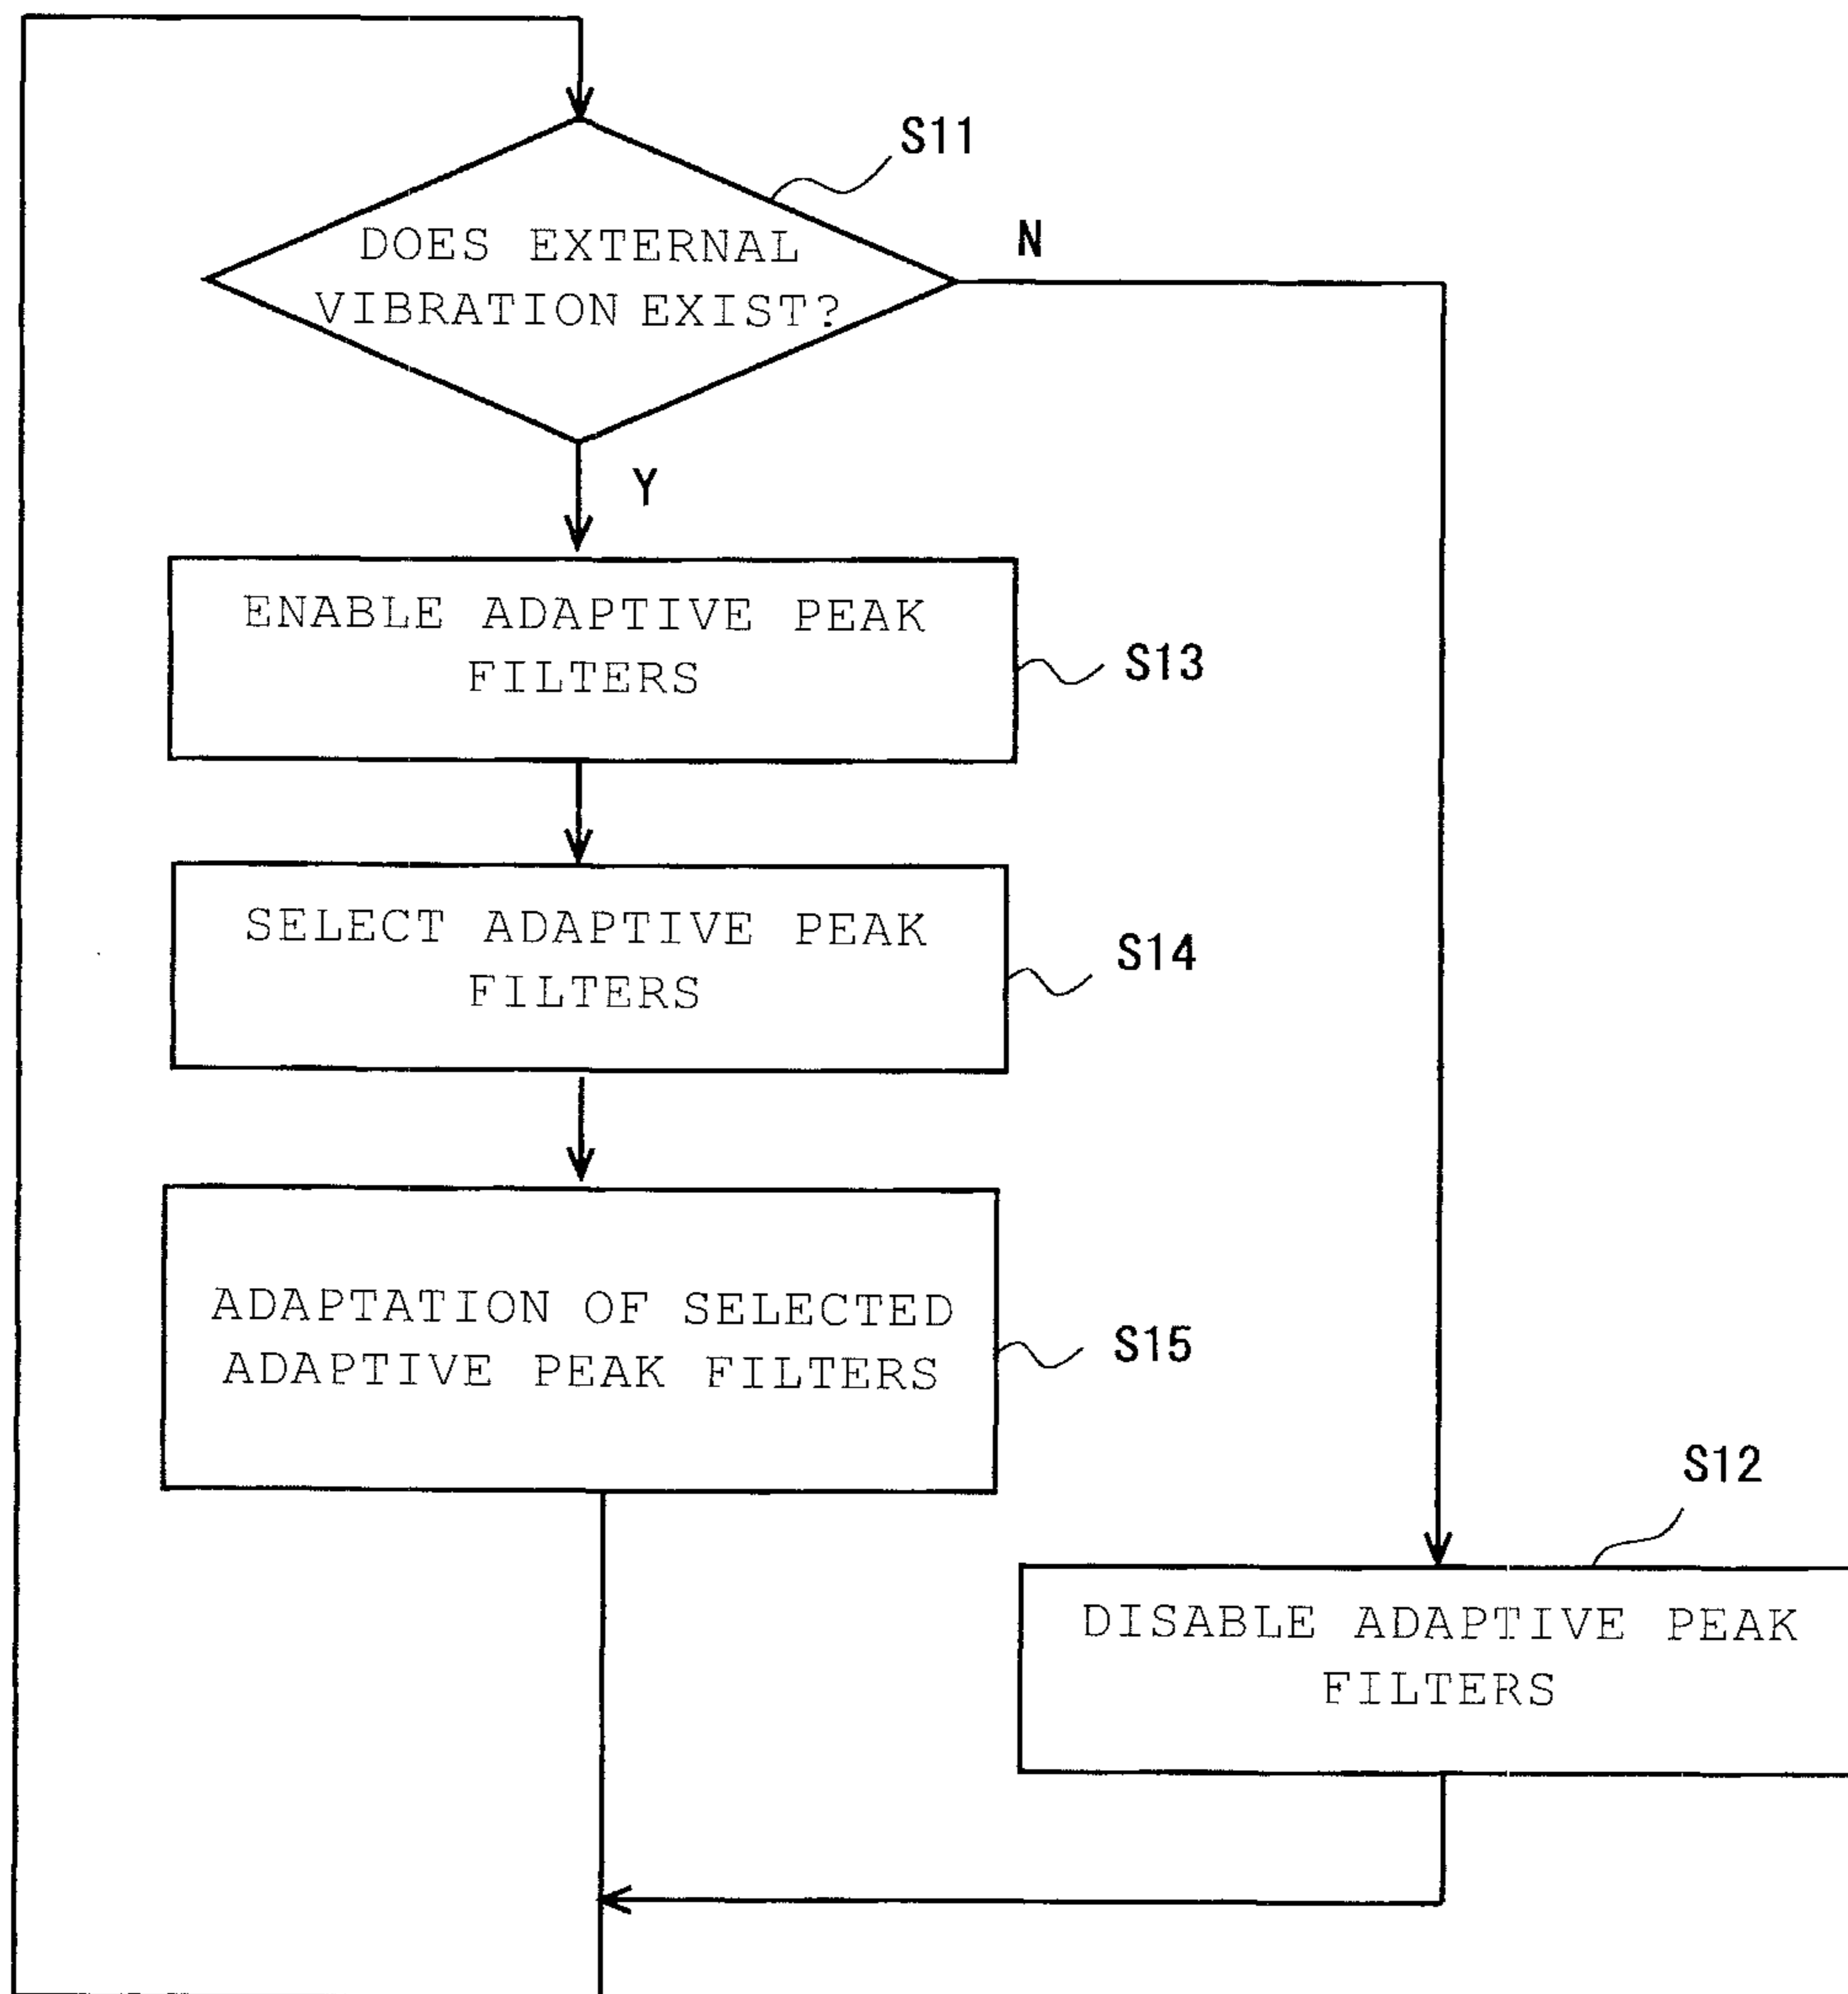 S11
DOES EXTERNAL
VIBRATION EXIST?
N
Y
ENABLE ADAPTIVE PEAK
FILTERS
S13
SELECT ADAPTIVE PEAK
FILTERS
S14
ADAPTATION OF SELECTED
ADAPTIVE PEAK FILTERS
S15
S12
DISABLE ADAPTIVE PEAK
FILTERS